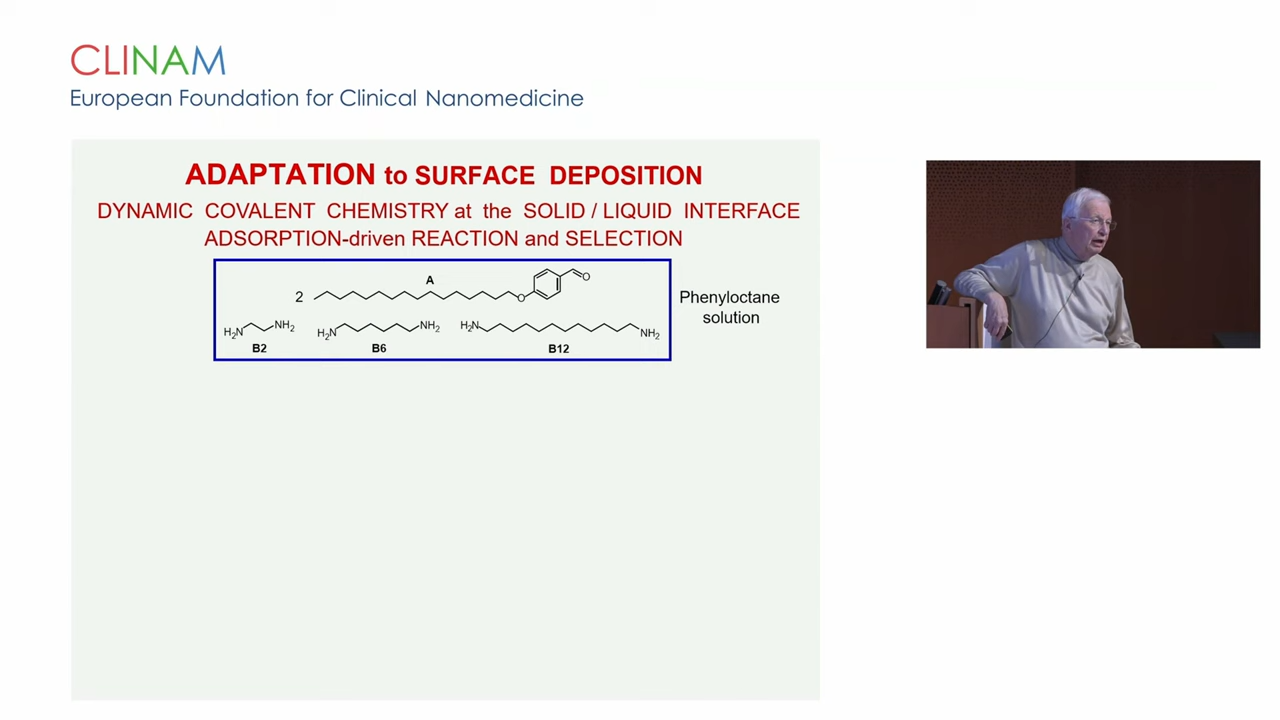 CLINAM
European Foundation for Clinical Nanomedicine
ADAPTATION to SURFACE DEPOSITION
DYNAMIC COVALENT CHEMISTRY at the SOLID / LIQUID INTERFACE
ADSORPTION-driven REACTION and SELECTION
A
2
O
O
Phenyloctane
solution
H₂N NH₂ H₂N NH₂ H₂N NH₂
B2 B6 B12